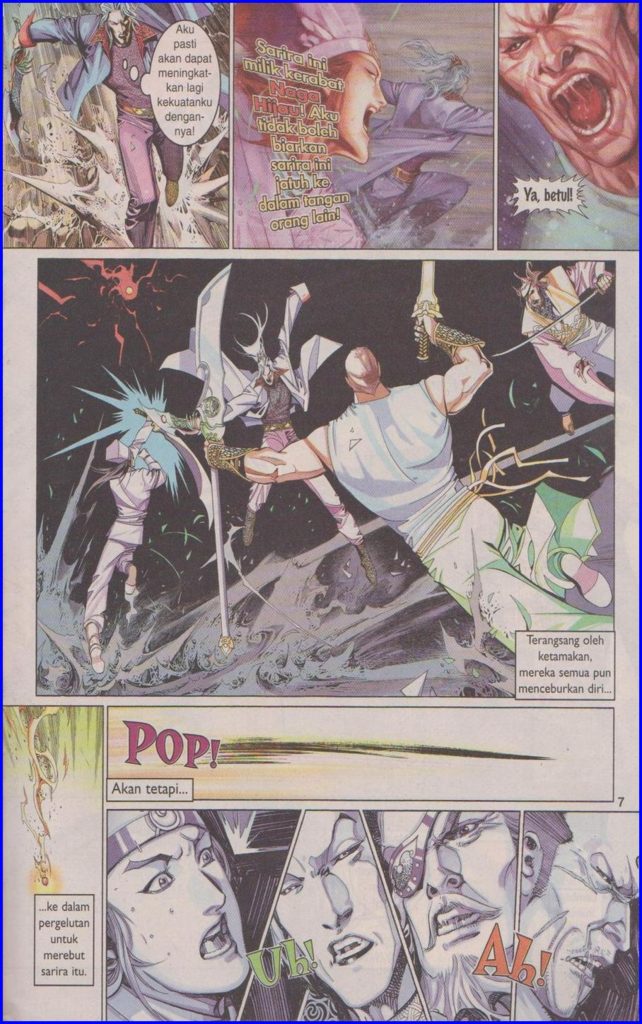 Aku
pasti
akan dapat
meningkat-
kan lagi
kekuatanku
dengan-
nya!
Sarira ini
milik kerabat
Naga
Hijau! Aku
tidak boleh
biarkan
sarira ini
jatuh ke
dalam tangan
orang lain!
Ya, betul!
Terangsang oleh
ketamakan,
mereka semua pun
menceburkan diri...
POP!
Akan tetapi...
7
...ke dalam
pergelutan
untuk
merebut
sarira itu.
Uh!
Ah!